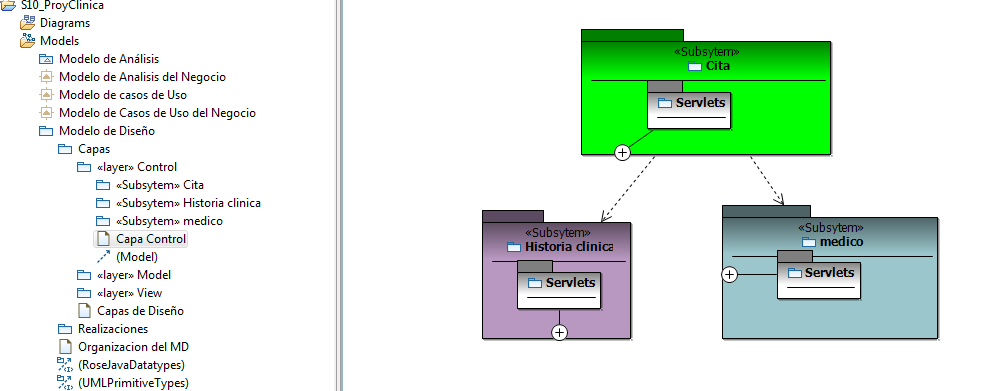 S10_ProyClinica
Diagrams
Models
Modelo de Análisis
Modelo de Analisis del Negocio
Modelo de casos de Uso
Modelo de Casos de Uso del Negocio
Modelo de Diseño
Capas
«layer» Control
«Subsytem» Cita
«Subsytem» Historia clinica
«Subsytem» medico
Capa Control
(Model)
«layer» Model
«layer» View
Capas de Diseño
Realizaciones
Organizacion del MD
(RoseJavaDatatypes)
(UMLPrimitiveTypes)
«Subsytem»
Cita
Servlets
«Subsytem»
Historia clinica
Servlets
«Subsytem»
medico
Servlets